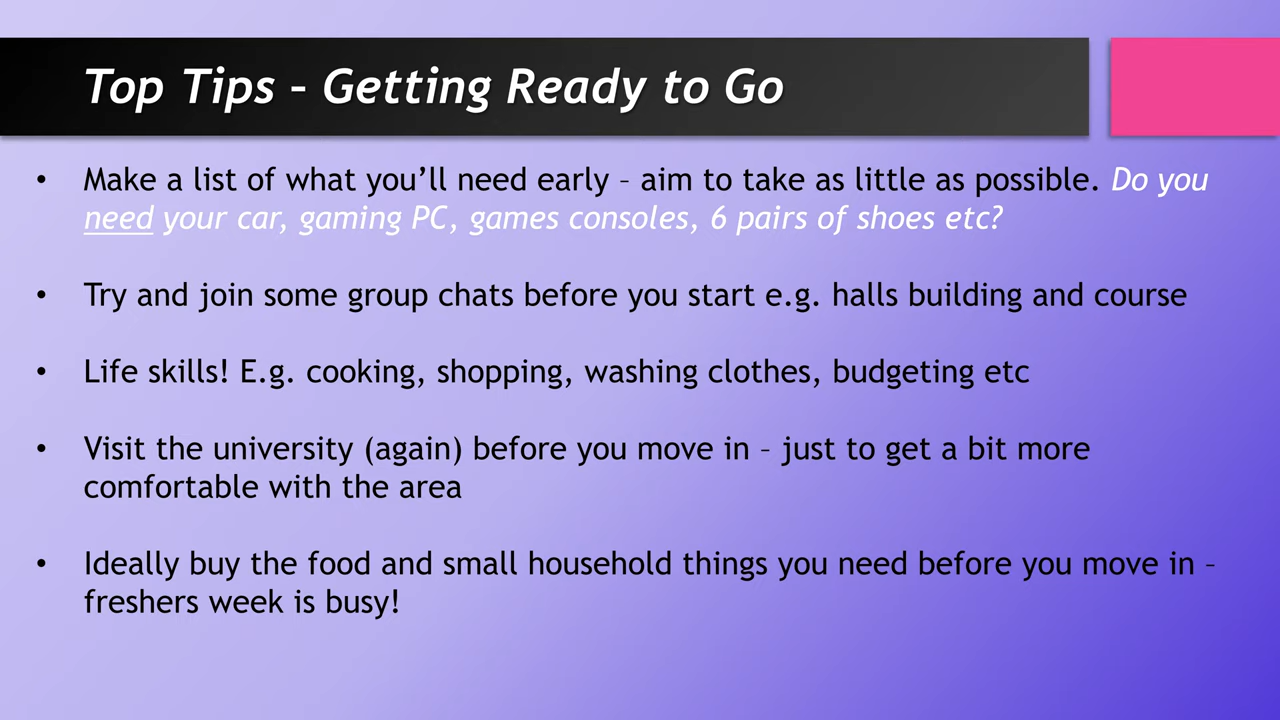 Top Tips – Getting Ready to Go
• Make a list of what you’ll need early – aim to take as little as possible. Do you
need your car, gaming PC, games consoles, 6 pairs of shoes etc?
• Try and join some group chats before you start e.g. halls building and course
• Life skills! E.g. cooking, shopping, washing clothes, budgeting etc
• Visit the university (again) before you move in – just to get a bit more
comfortable with the area
• Ideally buy the food and small household things you need before you move in –
freshers week is busy!